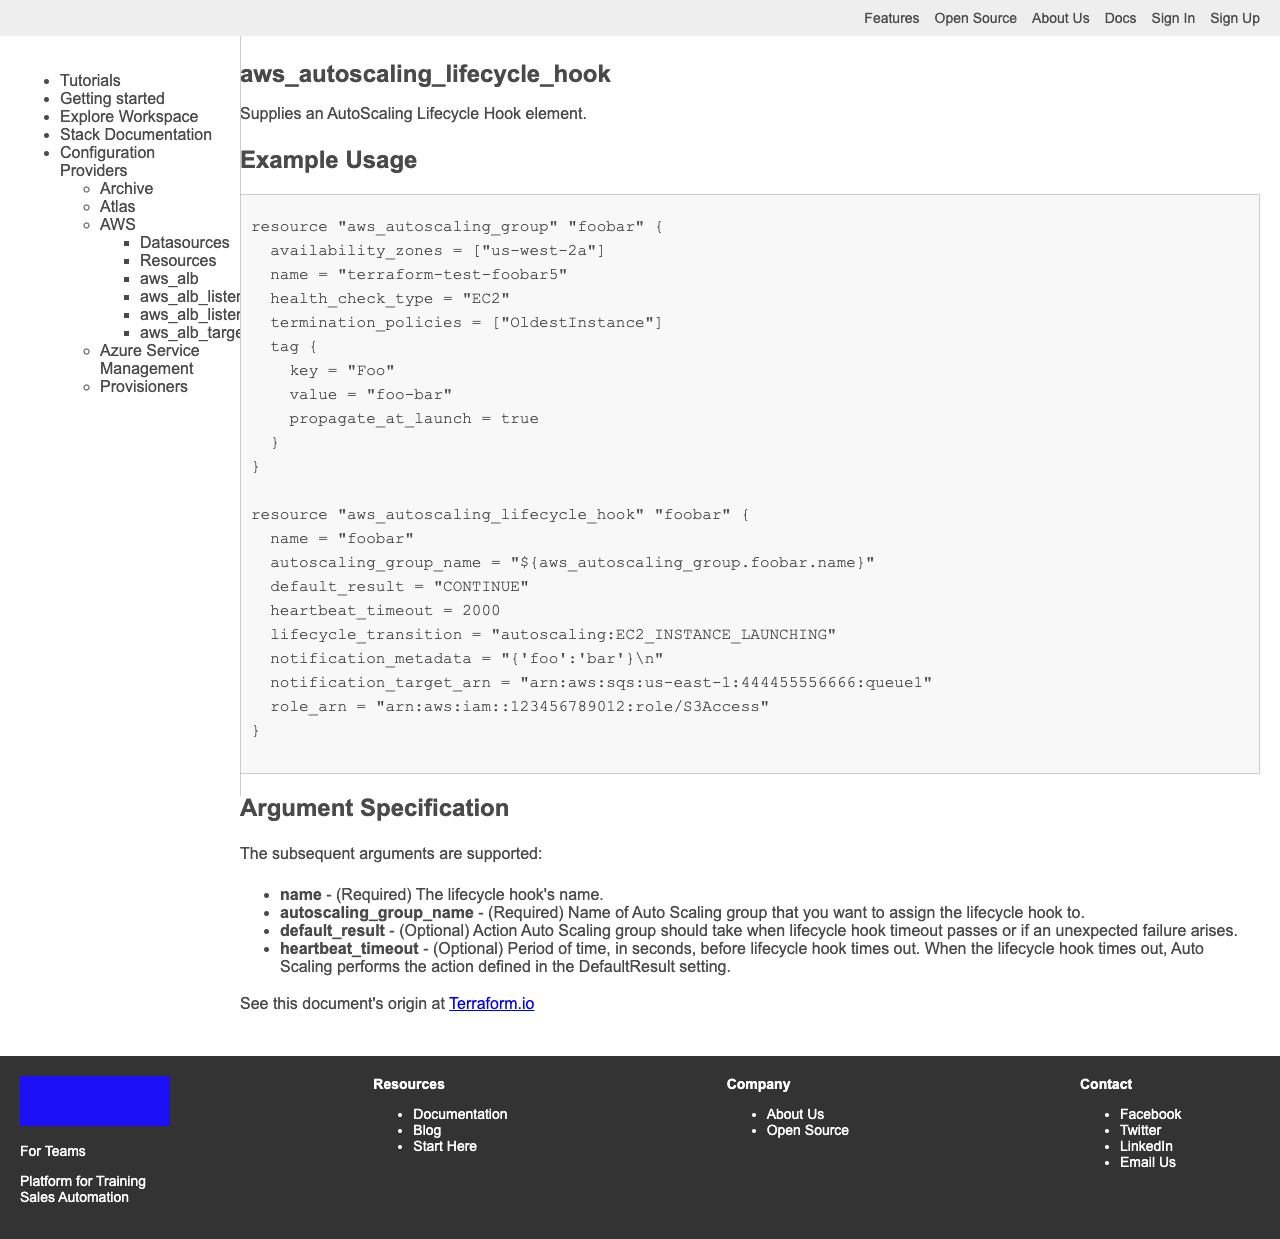 Features Open Source About Us Docs Sign In Sign Up
Tutorials
Getting started
Explore Workspace
Stack Documentation
Configuration
Providers
Archive
Atlas
AWS
Datasources
Resources
aws_alb
aws_alb_listen
aws_alb_listen
aws_alb_targe
Azure Service
Management
Provisioners
aws_autoscaling_lifecycle_hook
Supplies an AutoScaling Lifecycle Hook element.
Example Usage
resource "aws_autoscaling_group" "foobar" {
  availability_zones = ["us-west-2a"]
  name = "terraform-test-foobar5"
  health_check_type = "EC2"
  termination_policies = ["OldestInstance"]
  tag {
    key = "Foo"
    value = "foo-bar"
    propagate_at_launch = true
  }
}
resource "aws_autoscaling_lifecycle_hook" "foobar" {
  name = "foobar"
  autoscaling_group_name = "${aws_autoscaling_group.foobar.name}"
  default_result = "CONTINUE"
  heartbeat_timeout = 2000
  lifecycle_transition = "autoscaling:EC2_INSTANCE_LAUNCHING"
  notification_metadata = "{'foo':'bar'}\n"
  notification_target_arn = "arn:aws:sqs:us-east-1:444455556666:queue1"
  role_arn = "arn:aws:iam::123456789012:role/S3Access"
}
Argument Specification
The subsequent arguments are supported:
name - (Required) The lifecycle hook's name.
autoscaling_group_name - (Required) Name of Auto Scaling group that you want to assign the lifecycle hook to.
default_result - (Optional) Action Auto Scaling group should take when lifecycle hook timeout passes or if an unexpected failure arises.
heartbeat_timeout - (Optional) Period of time, in seconds, before lifecycle hook times out. When the lifecycle hook times out, Auto
Scaling performs the action defined in the DefaultResult setting.
See this document's origin at Terraform.io
For Teams
Platform for Training
Sales Automation
Resources
Documentation
Blog
Start Here
Company
About Us
Open Source
Contact
Facebook
Twitter
LinkedIn
Email Us